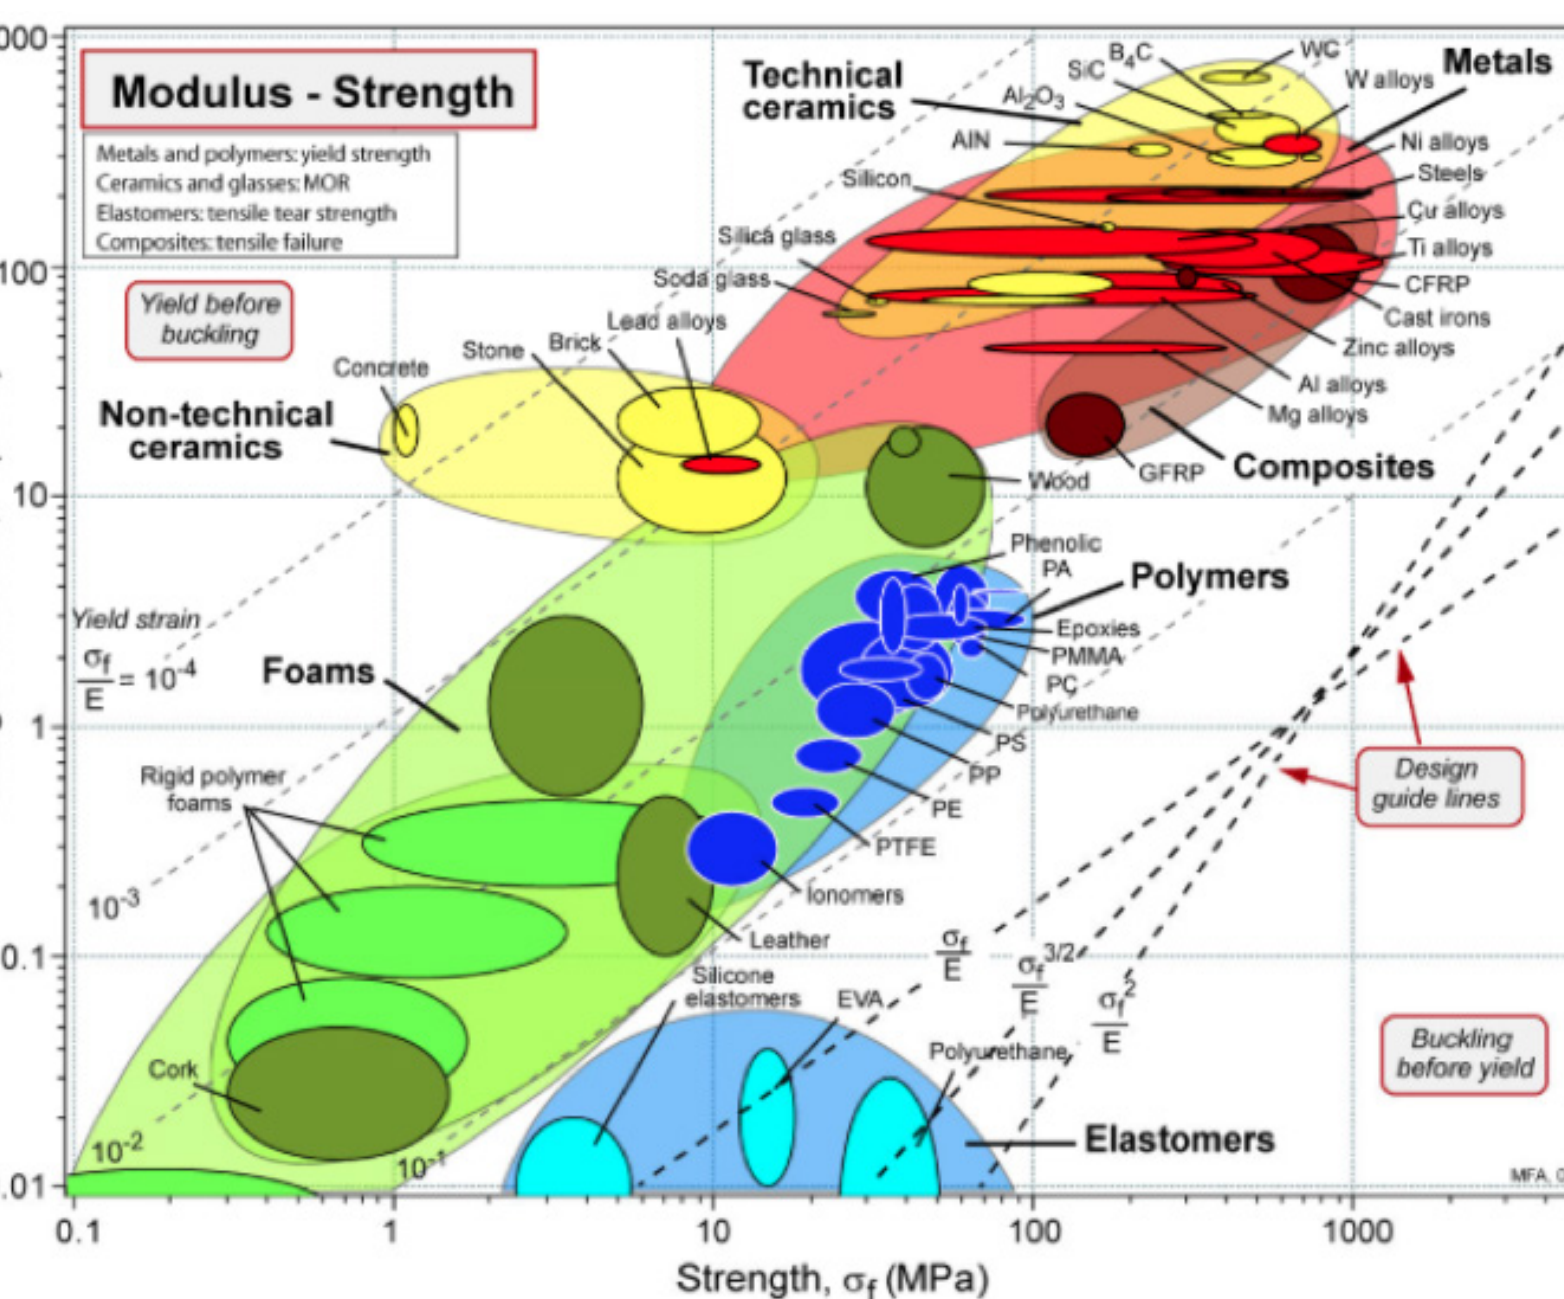 Modulus - Strength
Metals and polymers: yield strength
Ceramics and glasses: MOR
Elastomers: tensile tear strength
Composites: tensile failure
Yield before
buckling
Technical
ceramics
Metals
B4C
WC
SiC
W alloys
Al2O3
AlN
Ni alloys
Silicon
Steels
Cu alloys
Silica glass
Ti alloys
Soda glass
CFRP
Lead alloys
Cast irons
Brick
Stone
Zinc alloys
Concrete
Al alloys
Mg alloys
Non-technical
ceramics
GFRP
Composites
Wood
Phenolic
PA
Polymers
Epoxies
PMMA
PC
Polyurethane
PS
PP
PE
PTFE
Ionomers
Leather
Yield strain
σf
E
= 10-4
Foams
Rigid polymer
foams
10-3
Design
guide lines
σf
E
σf3/2
E
σf2
E
Silicone
elastomers
EVA
Polyurethane
Cork
Buckling
before yield
10-2
10-1
Elastomers
MFA,
000
100
10
1
0.1
.01
0.1
1
10
100
1000
Strength, σf (MPa)